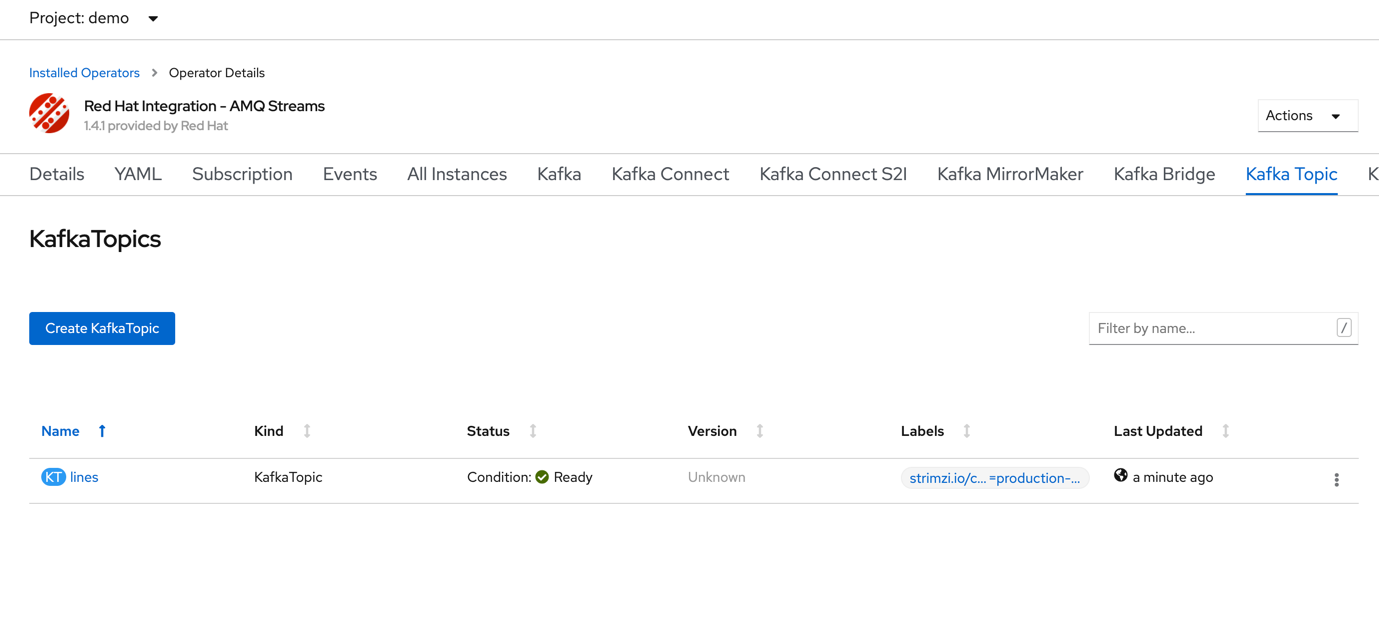 Project: demo
Installed Operators > Operator Details
Red Hat Integration - AMQ Streams
1.4.1 provided by Red Hat
Actions
Details YAML Subscription Events All Instances Kafka Kafka Connect Kafka Connect S2I Kafka MirrorMaker Kafka Bridge Kafka Topic K
KafkaTopics
Create KafkaTopic
Filter by name...
/
Name Kind Status Version Labels Last Updated
KT lines KafkaTopic Condition: Ready Unknown strimzi.io/c... =production-... a minute ago